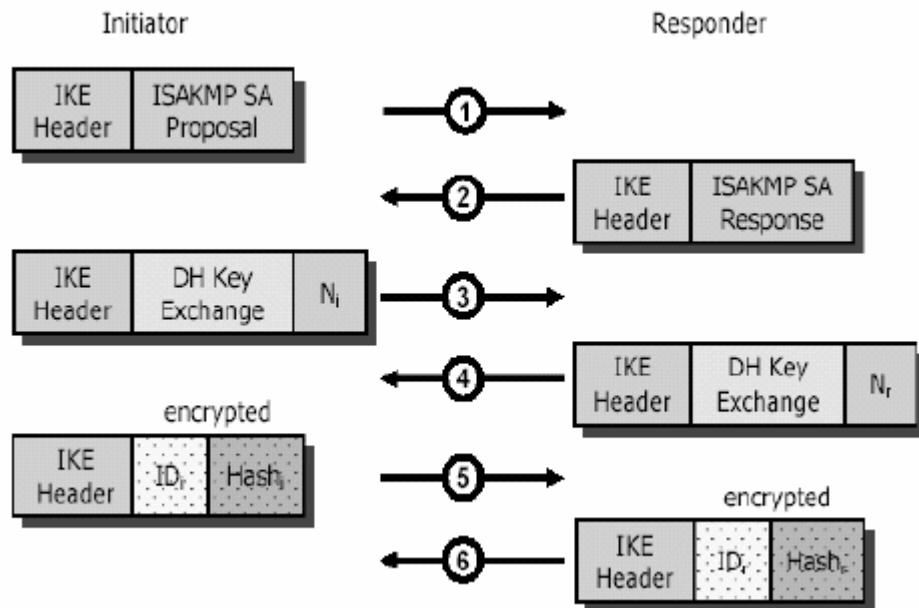 Initiator
Responder
IKE Header
ISAKMP SA Proposal
1
2
IKE Header
ISAKMP SA Response
IKE Header
DH Key Exchange
Ni
3
4
IKE Header
DH Key Exchange
Nr
encrypted
IKE Header
IDi
Hashi
5
encrypted
6
IKE Header
IDr
Hashr